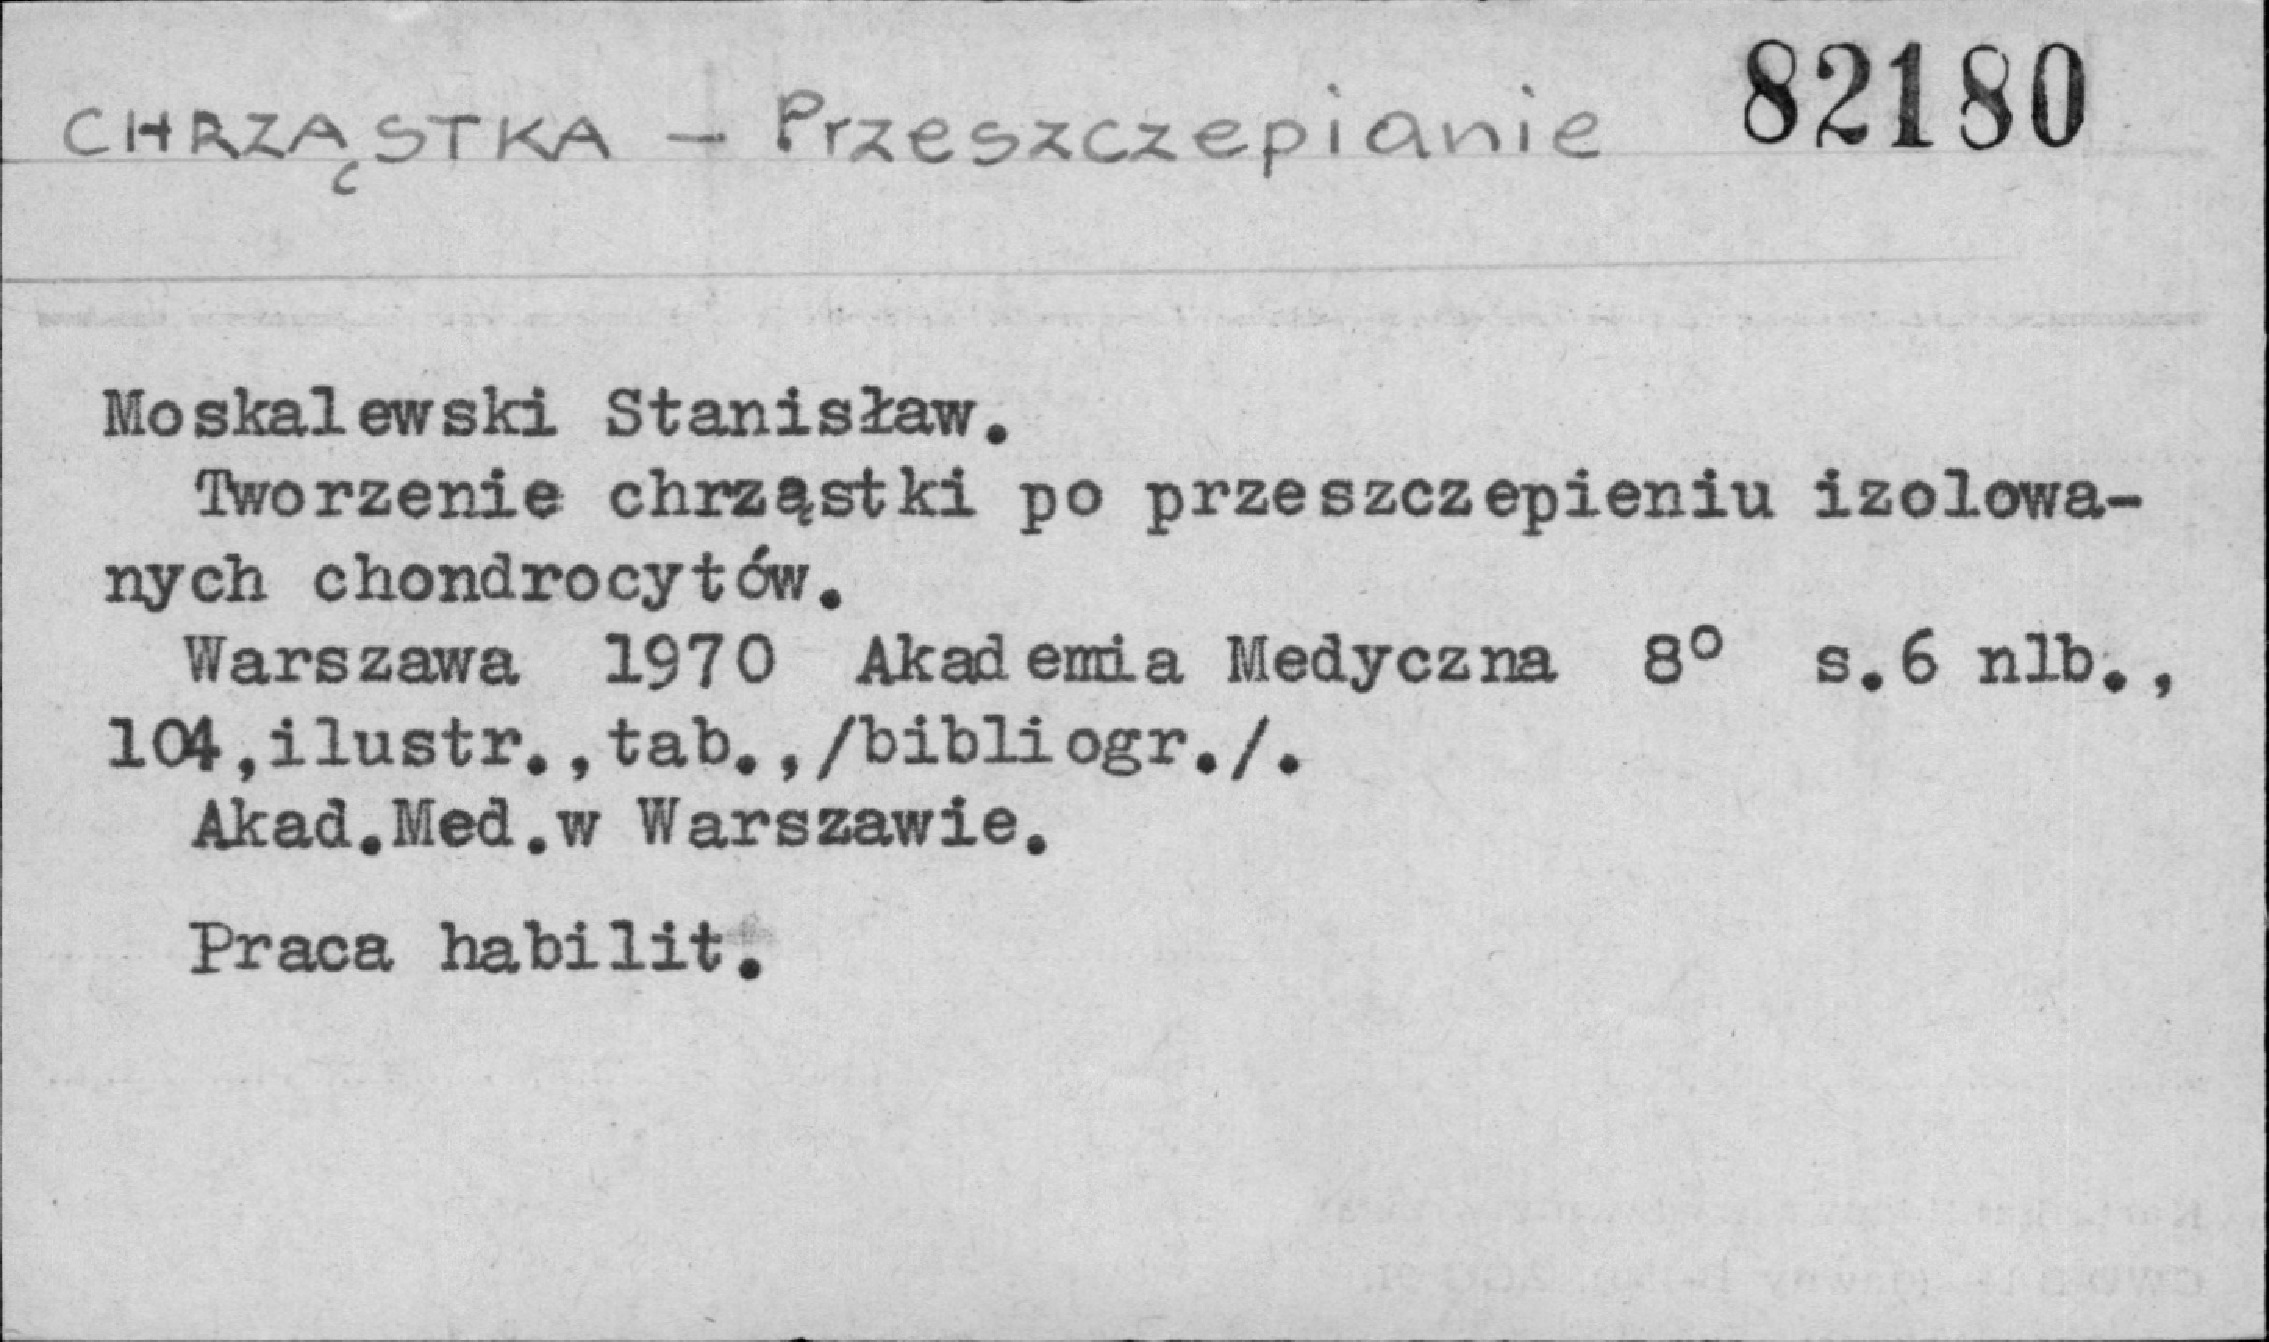 CHRZĄSTKA - Przeszczepianie 82180
Moskalewski Stanisław.
Tworzenie chrząstki po przeszczepieniu izolowa-
nych chondrocytów.
Warszawa 1970 Akademia Medyczna 8° s.6 nlb.,
104,ilustr.,tab.,/bibliogr./.
Akad.Med.w Warszawie.
Praca habilit.